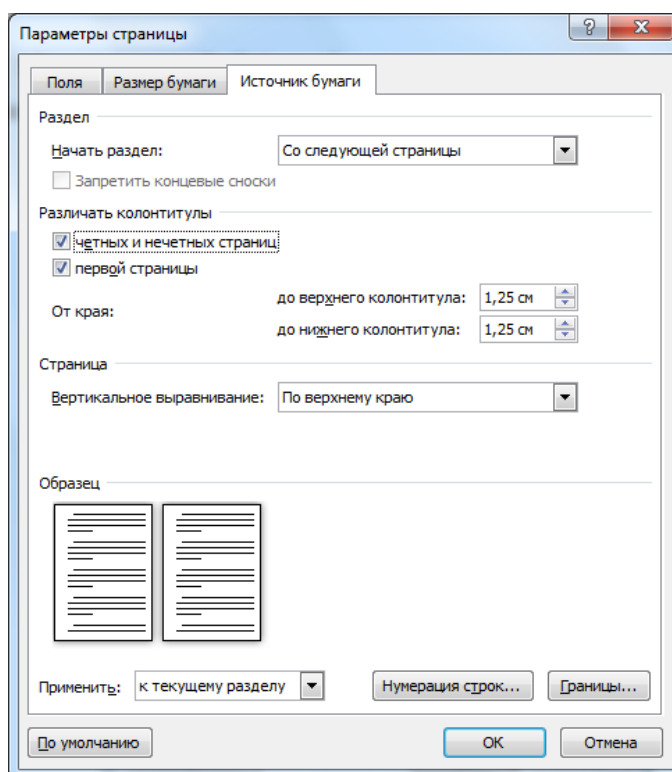 Параметры страницы
Поля Размер бумаги Источник бумаги
Раздел
Начать раздел: Со следующей страницы
Запретить концевые сноски
Различать колонтитулы
четных и нечетных страниц
первой страницы
От края:
до верхнего колонтитула: 1,25 см
до нижнего колонтитула: 1,25 см
Страница
Вертикальное выравнивание: По верхнему краю
Образец
Применить: к текущему разделу Нумерация строк... Границы...
По умолчанию ОК Отмена